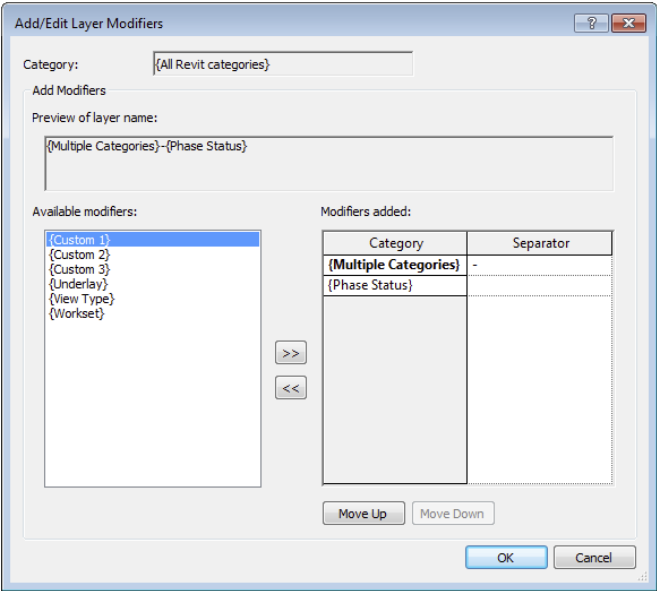 Add/Edit Layer Modifiers
?
Category: {All Revit categories}
Add Modifiers
Preview of layer name:
{Multiple Categories}-{Phase Status}
Available modifiers:
{Custom 1}
{Custom 2}
{Custom 3}
{Underlay}
{View Type}
{Workset}
>>
<<
Modifiers added:
Category Separator
{Multiple Categories} -
{Phase Status}
Move Up Move Down
OK Cancel